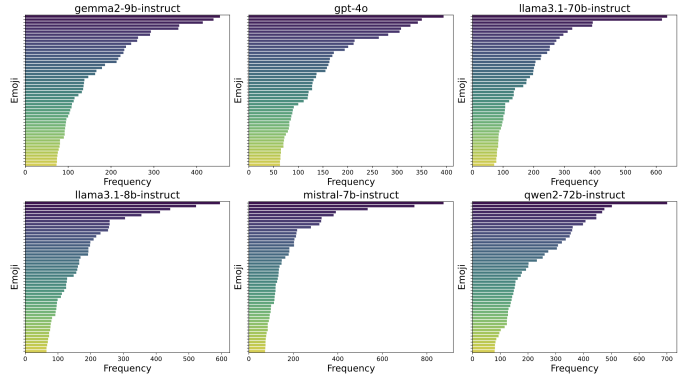 gemma2-9b-instruct
Emoji
0 100 200 300 400
Frequency
gpt-4o
Emoji
0 50 100 150 200 250 300 350 400
Frequency
llama3.1-70b-instruct
Emoji
0 100 200 300 400 500 600
Frequency
llama3.1-8b-instruct
Emoji
0 100 200 300 400 500 600
Frequency
mistral-7b-instruct
Emoji
0 200 400 600 800
Frequency
qwen2-72b-instruct
Emoji
0 100 200 300 400 500 600 700
Frequency